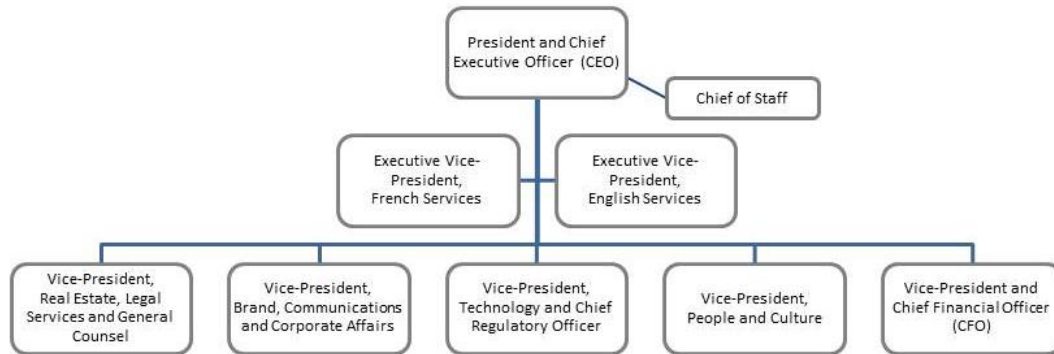 President and Chief
Executive Officer (CEO)
Chief of Staff
Executive Vice-
President,
French Services
Executive Vice-
President,
English Services
Vice-President,
Real Estate, Legal
Services and General
Counsel
Vice-President,
Brand, Communications
and Corporate Affairs
Vice-President,
Technology and Chief
Regulatory Officer
Vice-President,
People and Culture
Vice-President and
Chief Financial Officer
(CFO)